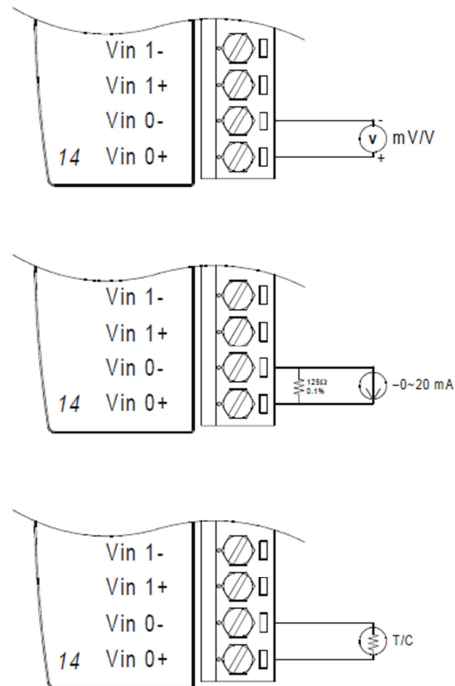 Vin 1-
Vin 1+
Vin 0- -
V mV/V
14 Vin 0+ +
Vin 1-
Vin 1+
Vin 0-
125Ω
0.1%
–0~20 mA
14 Vin 0+
Vin 1-
Vin 1+
Vin 0-
T/C
14 Vin 0+